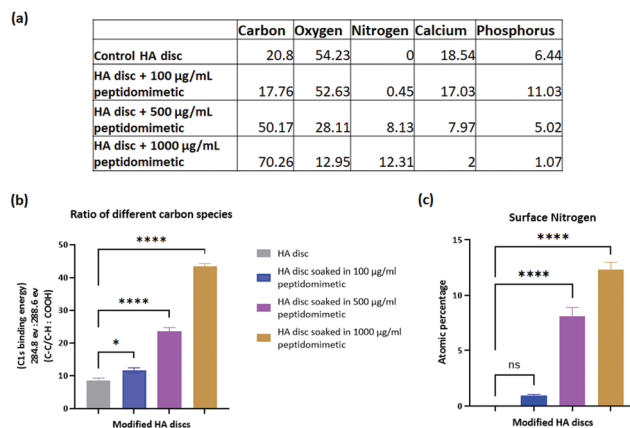 (a)
Carbon Oxygen Nitrogen Calcium Phosphorus
Control HA disc 20.8 54.23 0 18.54 6.44
HA disc + 100 µg/mL
peptidomimetic 17.76 52.63 0.45 17.03 11.03
HA disc + 500 µg/mL
peptidomimetic 50.17 28.11 8.13 7.97 5.02
HA disc + 1000 µg/mL
peptidomimetic 70.26 12.95 12.31 2 1.07
(b)
Ratio of different carbon species
(C1s binding energy)
284.8 ev:288.6 ev
(C-C/C-H : COOH)
50
40
30
20
10
0
****
****
*
Modified HA discs
HA disc
HA disc soaked in 100 µg/ml
peptidomimetic
HA disc soaked in 500 µg/ml
peptidomimetic
HA disc soaked in 1000 µg/ml
peptidomimetic
(c)
Surface Nitrogen
Atomic percentage
15
10
5
0
****
****
ns
Modified HA discs